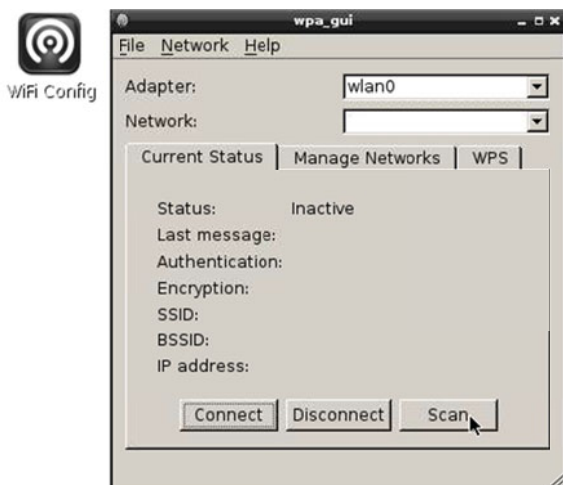 wpa_gui
File Network Help
WiFi Config
Adapter: wlan0
Network:
Current Status Manage Networks WPS
Status: Inactive
Last message:
Authentication:
Encryption:
SSID:
BSSID:
IP address:
Connect Disconnect Scan